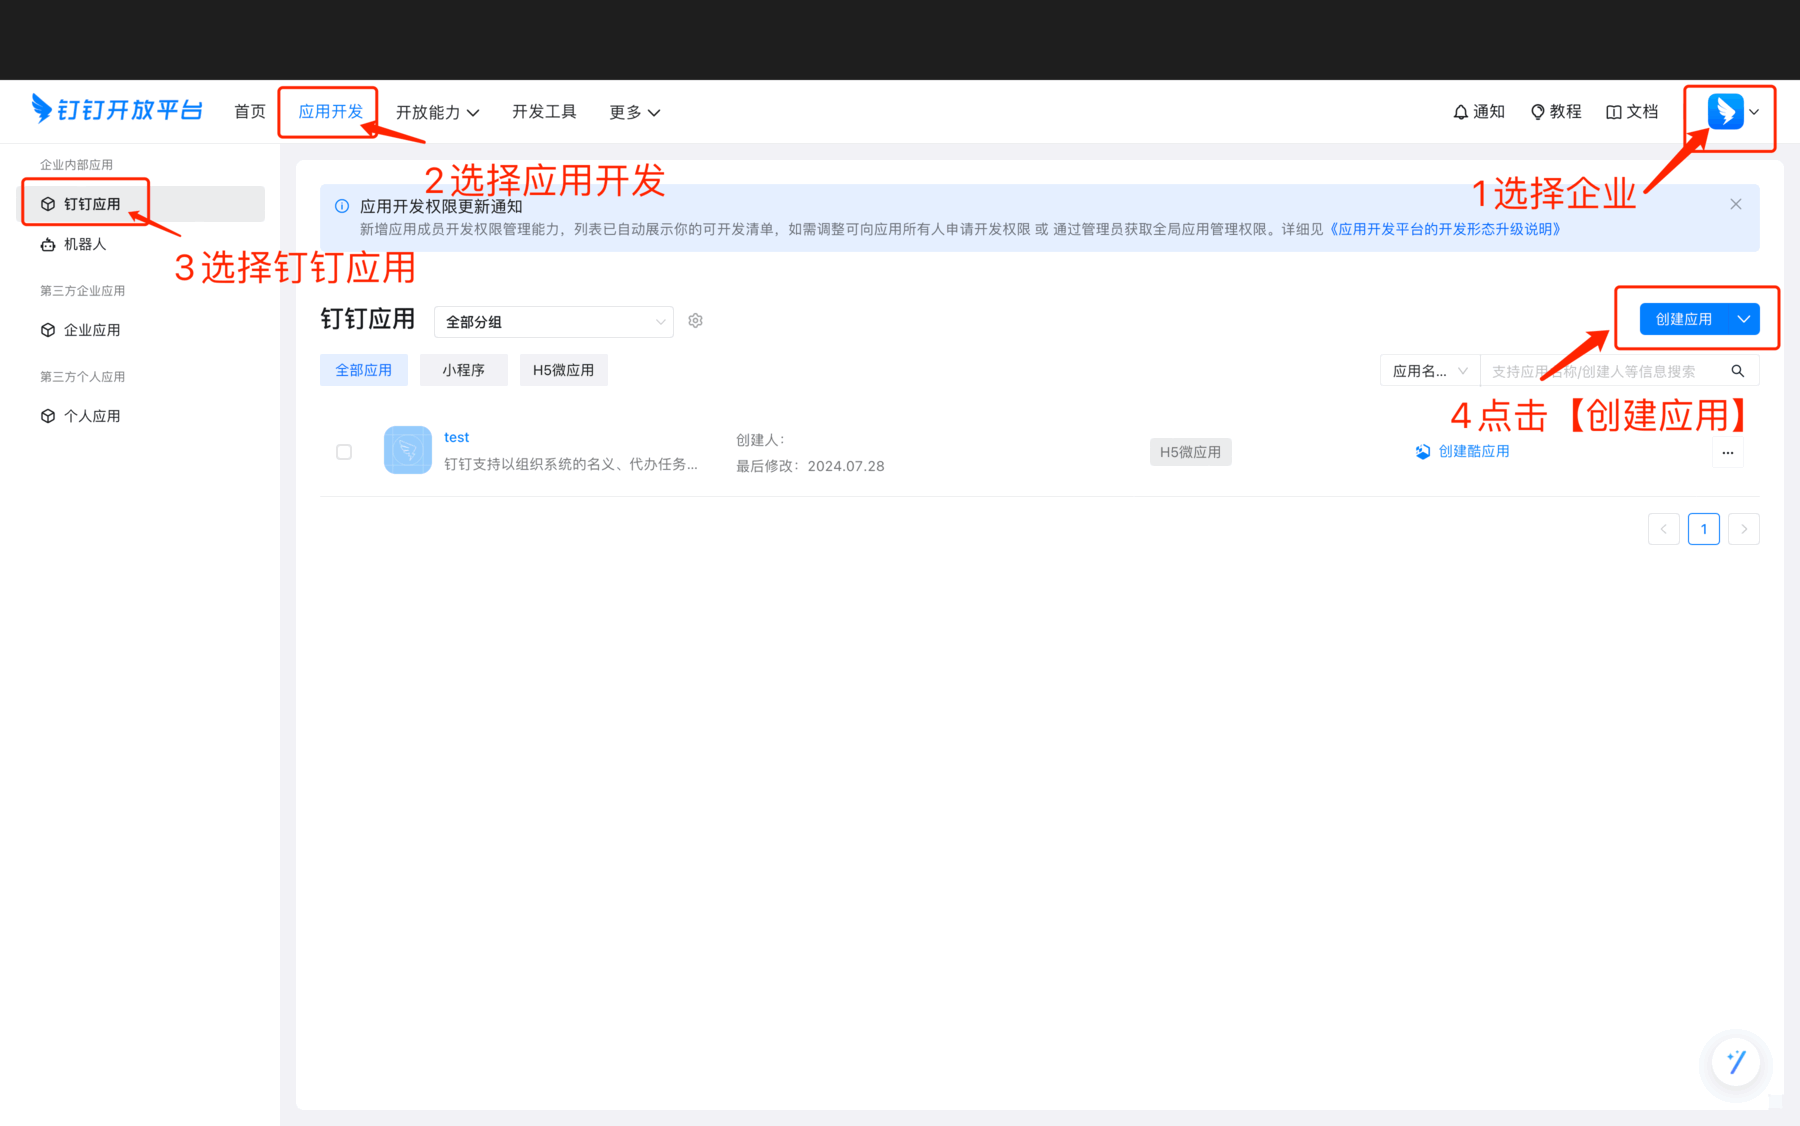 钉钉开放平台 首页 应用开发 开放能力 开发工具 更多 通知 教程 文档
企业内部应用
钉钉应用
机器人
第三方企业应用
企业应用
第三方个人应用
个人应用
1选择企业
2选择应用开发
3选择钉钉应用
应用开发权限更新通知
新增应用成员开发权限管理能力，列表已自动展示你的可开发清单，如需调整可向应用所有人申请开发权限 或 通过管理员获取全局应用管理权限。详细见《应用开发平台的开发形态升级说明》
钉钉应用 全部分组 创建应用
全部应用 小程序 H5微应用 应用名... 支持应用名称/创建人等信息搜索
4点击【创建应用】
test
钉钉支持以组织系统的名义、代办任务...
创建人：
最后修改：2024.07.28
H5微应用
创建酷应用
...
1